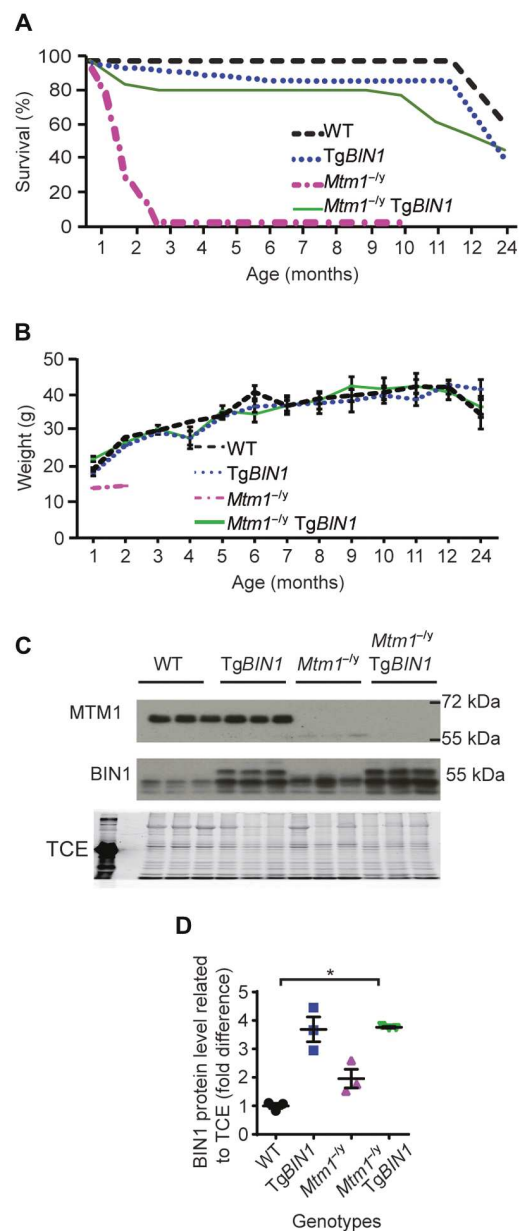 A
100
80
60
40
20
0
Survival (%)
WT
TgBIN1
Mtm1–/y
Mtm1–/y TgBIN1
1 2 3 4 5 6 7 8 9 10 11 24
Age (months)
B
50
40
30
20
10
0
Weight (g)
WT
TgBIN1
Mtm1–/y
Mtm1–/y TgBIN1
1 2 3 4 5 6 7 8 9 10 11 12 24
Age (months)
C
WT TgBIN1 Mtm1–/y Mtm1–/y
TgBIN1
MTM1
72 kDa
55 kDa
BIN1
55 kDa
TCE
D
BIN1 protein level related
to TCE (fold difference)
5
4
3
2
1
0
*
WT
TgBIN1
Mtm1–/y
Mtm1–/y
TgBIN1
Genotypes